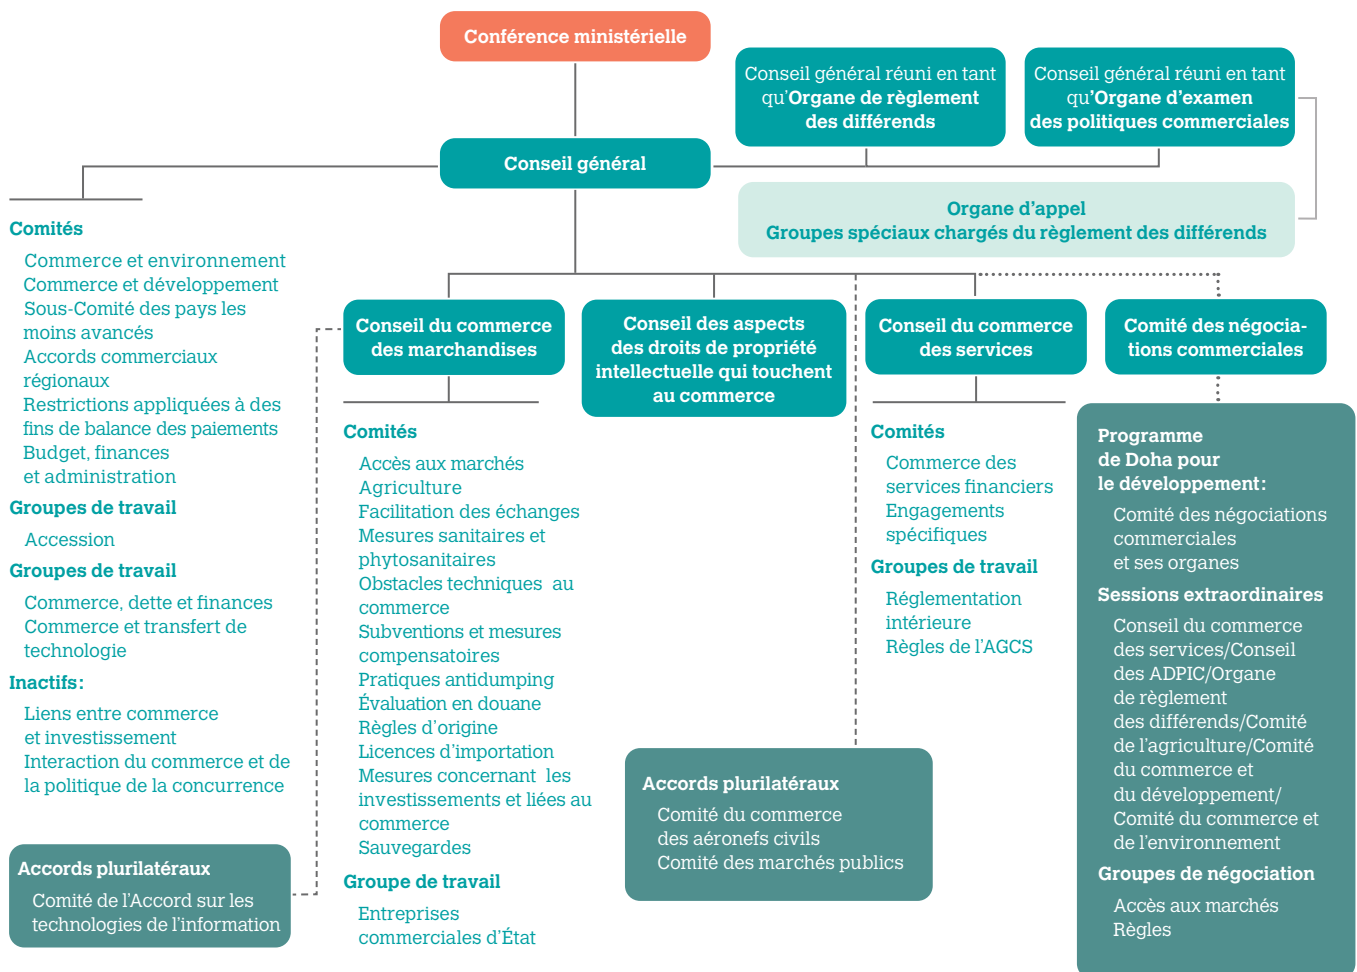 Conférence ministérielle
Conseil général réuni en tant
qu'Organe de règlement
des différends
Conseil général réuni en tant
qu'Organe d'examen
des politiques commerciales
Conseil général
Organe d'appel
Groupes spéciaux chargés du règlement des différends
Comités
Commerce et environnement
Commerce et développement
Sous-Comité des pays les
moins avancés
Accords commerciaux
régionaux
Restrictions appliquées à des
fins de balance des paiements
Budget, finances
et administration
Groupes de travail
Accession
Groupes de travail
Commerce, dette et finances
Commerce et transfert de
technologie
Inactifs :
Liens entre commerce
et investissement
Interaction du commerce et de
la politique de la concurrence
Accords plurilatéraux
Comité de l'Accord sur les
technologies de l'information
Conseil du commerce
des marchandises
Comités
Accès aux marchés
Agriculture
Facilitation des échanges
Mesures sanitaires et
phytosanitaires
Obstacles techniques au
commerce
Subventions et mesures
compensatoires
Pratiques antidumping
Évaluation en douane
Règles d'origine
Licences d'importation
Mesures concernant les
investissements et liées au
commerce
Sauvegardes
Groupe de travail
Entreprises
commerciales d'État
Conseil des aspects
des droits de propriété
intellectuelle qui touchent
au commerce
Accords plurilatéraux
Comité du commerce
des aéronefs civils
Comité des marchés publics
Conseil du commerce
des services
Comités
Commerce des
services financiers
Engagements
spécifiques
Groupes de travail
Réglementation
intérieure
Règles de l'AGCS
Comité des négocia-
tions commerciales
Programme
de Doha pour
le développement :
Comité des négociations
commerciales
et ses organes
Sessions extraordinaires
Conseil du commerce
des services/Conseil
des ADPIC/Organe
de règlement
des différends/Comité
de l'agriculture/Comité
du commerce et
du développement/
Comité du commerce et
de l'environnement
Groupes de négociation
Accès aux marchés
Règles